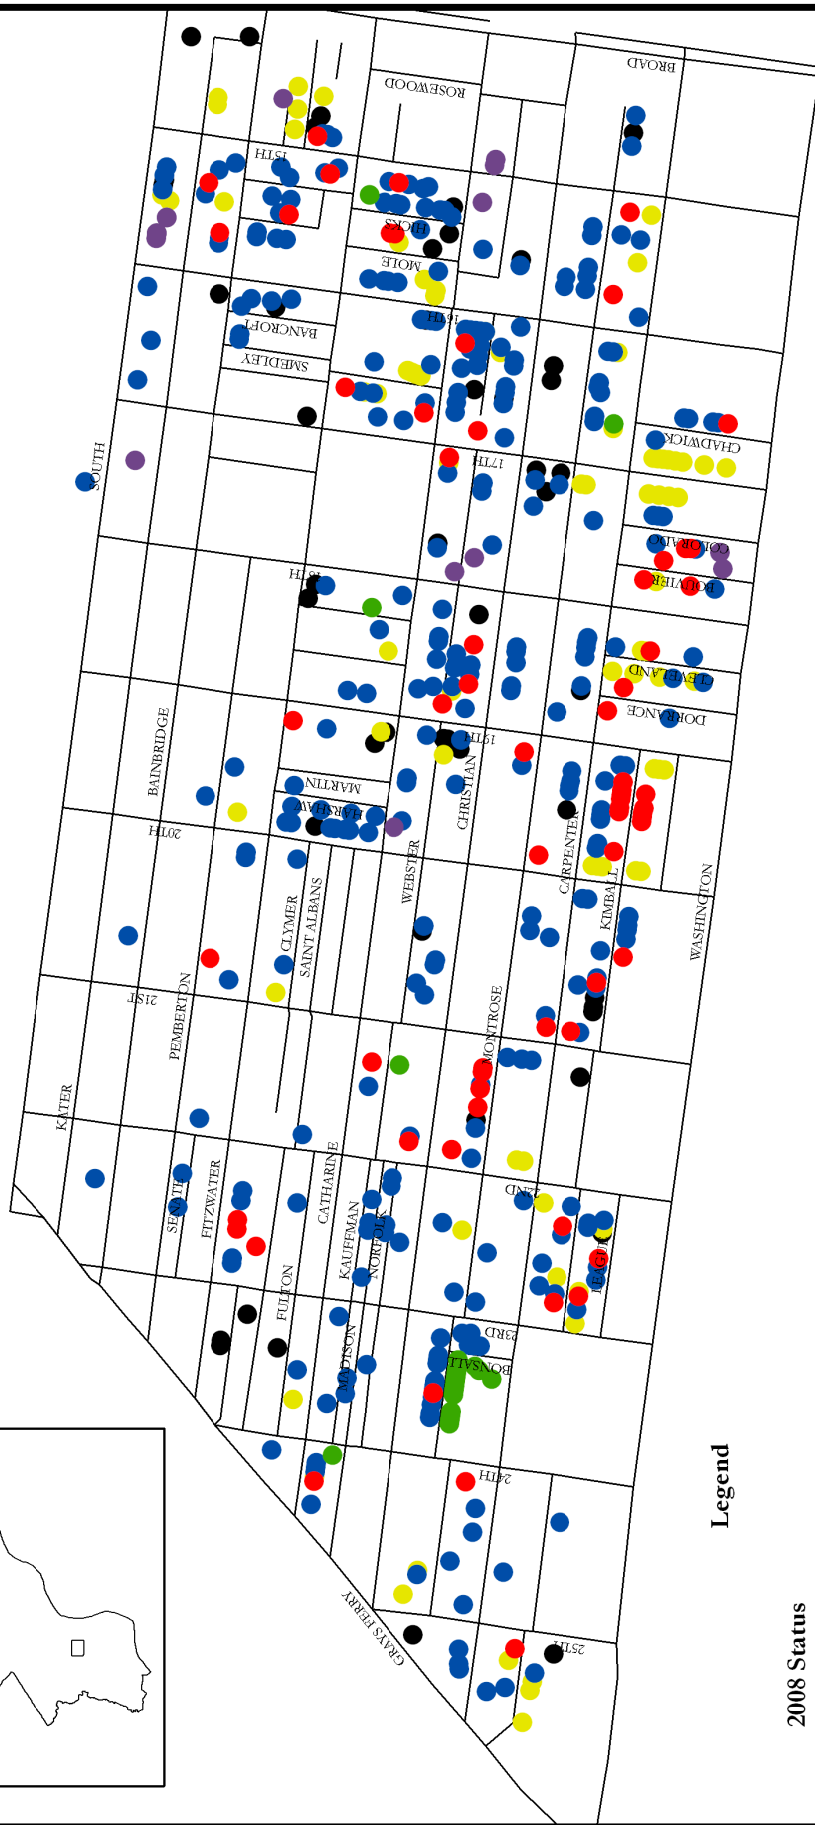 BROAD
ROSEWOOD
15TH
HICKS
MOLE
16TH
BANCROFT
SMEDLEY
CHADWICK
SOUTH
17TH
COLORADO
BOUVIER
18TH
CLEVELAND
DORRANCE
19TH
BAINBRIDGE
MARTIN
HARSHAW
CHRISTIAN
20TH
CARPENTER
WEBSTER
KIMBALL
WASHINGTON
CLYMER
SAINT ALBANS
21ST
PEMBERTON
MONTROSE
KATER
22ND
SENATE
FITZWATER
CATHARINE
KAUFFMAN
NORFOLK
LEAGUE
FULTON
23RD
MADISON
BONSALL
24TH
GRAYS FERRY
25TH
Legend
2008 Status